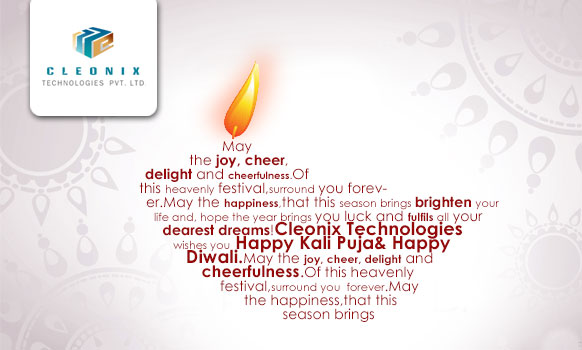 CLEONIX
TECHNOLOGIES PVT. LTD
May
the joy, cheer,
delight and cheerfulness.Of
this heavenly festival,surround you forev-
er.May the happiness,that this season brings brighten your
life and, hope the year brings you luck and fulfils all your
dearest dreams!Cleonix Technologies
wishes you Happy Kali Puja& Happy
Diwali.May the joy, cheer, delight and
cheerfulness.Of this heavenly
festival,surround you forever.May
the happiness,that this
season brings